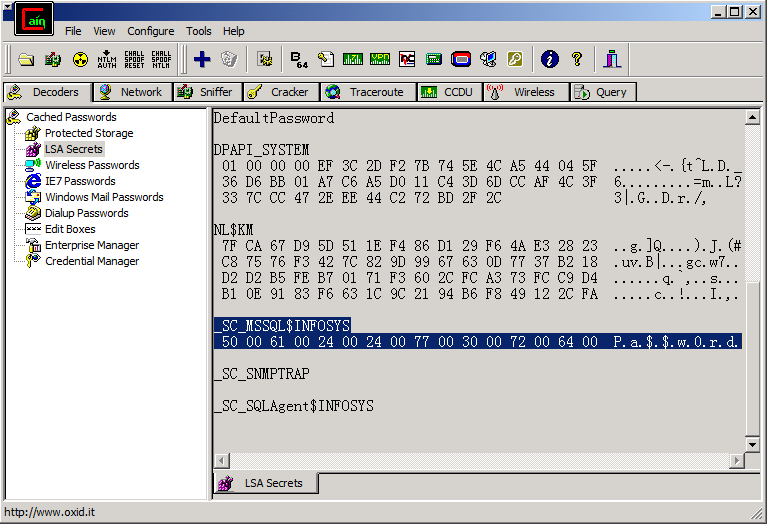 Cain
File View Configure Tools Help
B64
NTLM AUTH
CHALL SPOOF RESET
CHALL SPOOF NTLM
Decoders Network Sniffer Cracker Traceroute CCDU Wireless Query
Cached Passwords
Protected Storage
LSA Secrets
Wireless Passwords
IE7 Passwords
Windows Mail Passwords
Dialup Passwords
Edit Boxes
Enterprise Manager
Credential Manager
DefaultPassword
DPAPI_SYSTEM
01 00 00 00 EF 3C 2D F2 7B 74 5E 4C A5 44 04 5F .....<-.{t^L.D._
36 D6 BB 01 A7 C6 A5 D0 11 C4 3D 6D CC AF 4C 3F 6.........=m..L?
33 7C CC 47 2E EE 44 C2 72 BD 2F 2C 3|.G..D.r./,
NL$KM
7F CA 67 D9 5D 51 1E F4 86 D1 29 F6 4A E3 28 23 ..g.]Q....).J.(#
C8 75 76 F3 42 7C 82 9D 99 67 63 0D 77 37 B2 18 .uv.B|...gc.w7..
D2 D2 B5 FE B7 01 71 F3 60 2C FC A3 73 FC C9 D4 ......q.`,..s...
B1 0E 91 83 F6 63 1C 9C 21 94 B6 F8 49 12 2C FA .....c..!...I.,.
_SC_MSSQL$INFOSYS
50 00 61 00 24 00 24 00 77 00 30 00 72 00 64 00 P.a.$.$.w.0.r.d.
_SC_SNMPTRAP
_SC_SQLAgent$INFOSYS
LSA Secrets
http://www.oxid.it